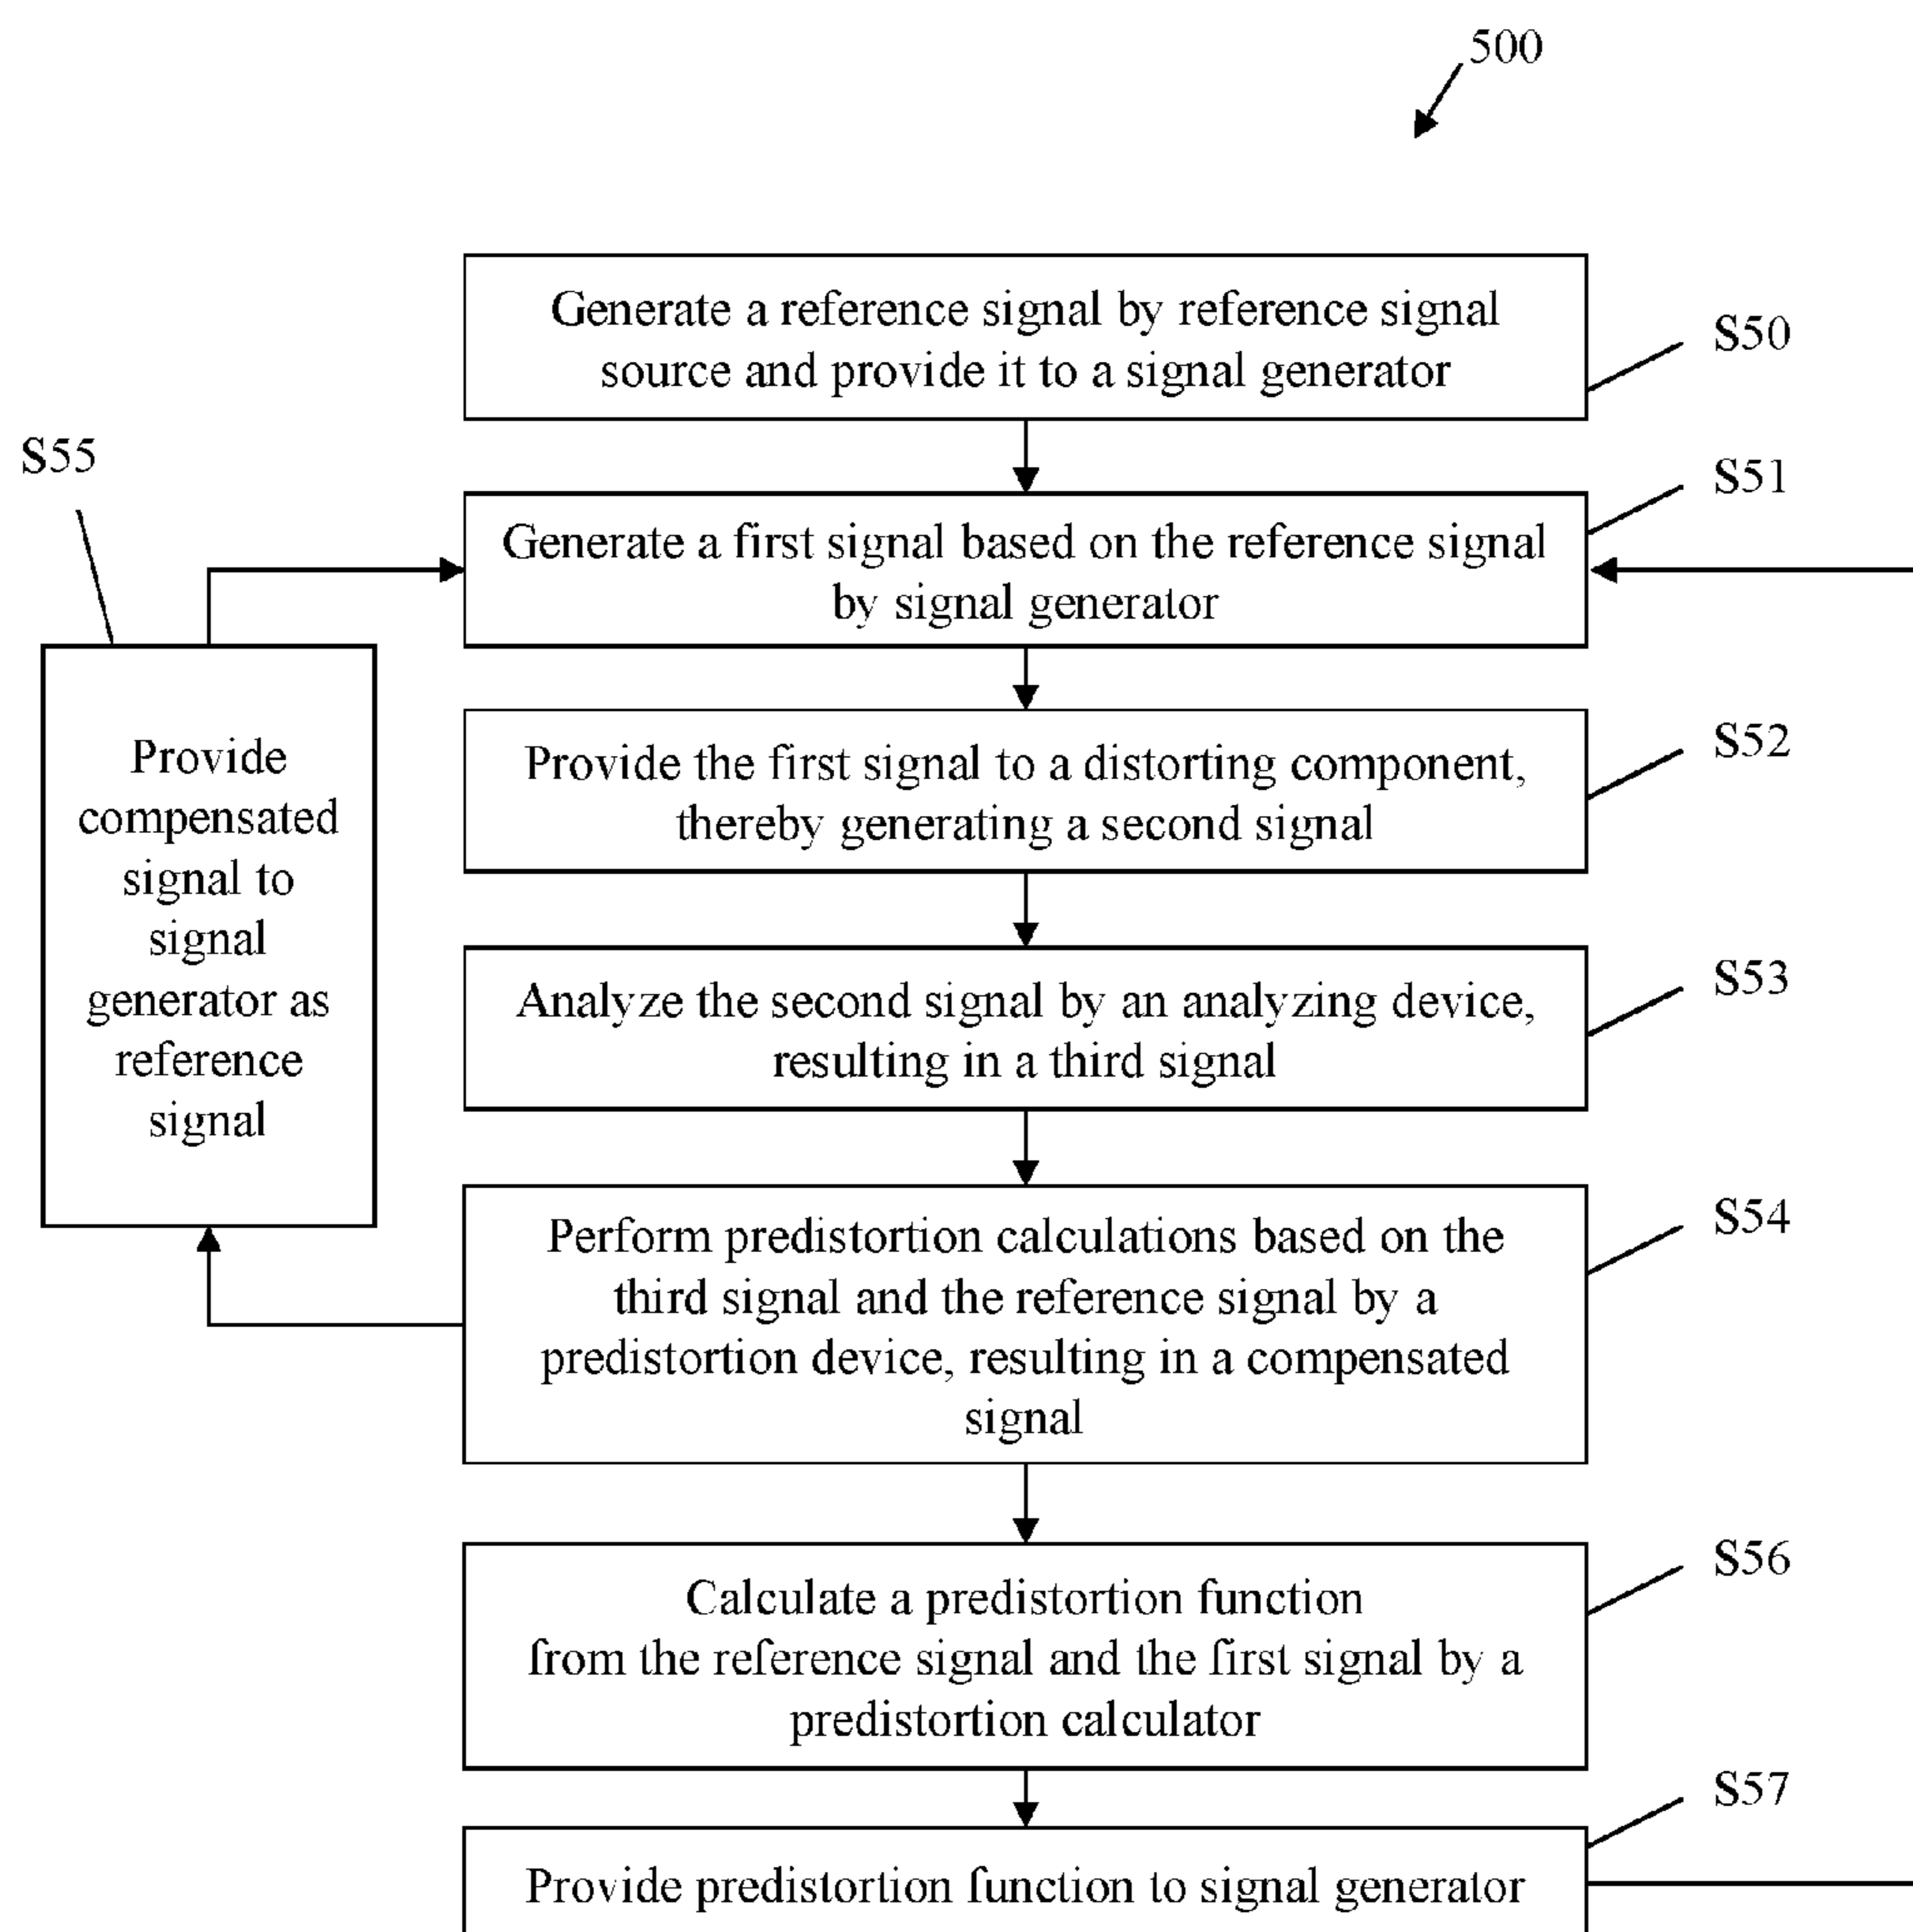 500
Generate a reference signal by reference signal
source and provide it to a signal generator
S50
S55
Generate a first signal based on the reference signal
by signal generator
S51
Provide the first signal to a distorting component,
thereby generating a second signal
S52
Provide
compensated
signal to
signal
generator as
reference
signal
Analyze the second signal by an analyzing device,
resulting in a third signal
S53
Perform predistortion calculations based on the
third signal and the reference signal by a
predistortion device, resulting in a compensated
signal
S54
Calculate a predistortion function
from the reference signal and the first signal by a
predistortion calculator
S56
Provide predistortion function to signal generator
S57